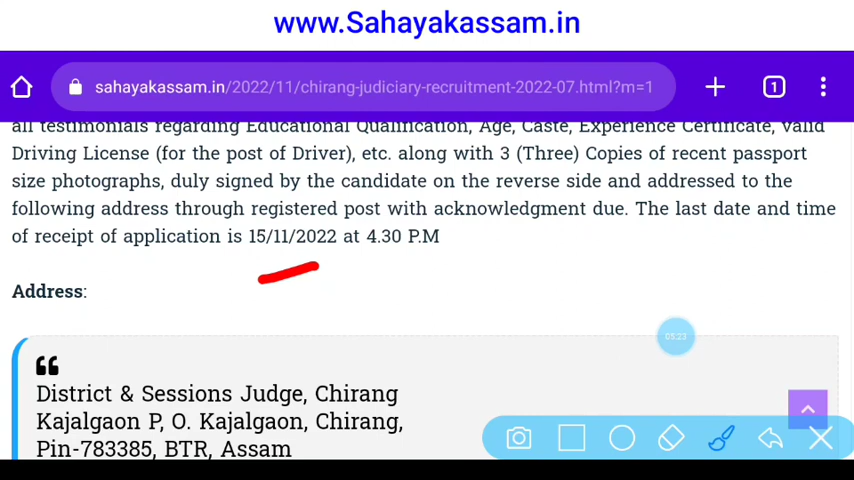 www.Sahayakassam.in
sahayakassam.in/2022/11/chirang-judiciary-recruitment-2022-07.html?m=1
1
all testimonials regarding Educational Qualification, Age, Caste, Experience Certificate, valid
Driving License (for the post of Driver), etc. along with 3 (Three) Copies of recent passport
size photographs, duly signed by the candidate on the reverse side and addressed to the
following address through registered post with acknowledgment due. The last date and time
of receipt of application is 15/11/2022 at 4.30 P.M
Address:
05:23
District & Sessions Judge, Chirang
Kajalgaon P, O. Kajalgaon, Chirang,
Pin-783385, BTR, Assam